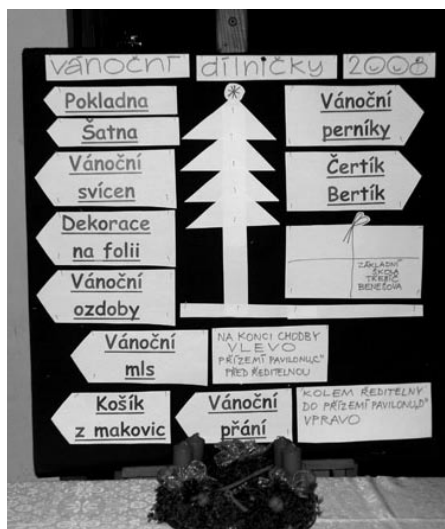 vánoční dílničky 2008
Pokladna
Šatna
Vánoční
svícen
Dekorace
na folii
Vánoční
ozdoby
Vánoční
perníky
Čertík
Bertík
ZÁKLADNÍ
ŠKOLA
TŘEBÍČ
BENEŠOVA
Vánoční
mls
NA KONCI CHODBY
VLEVO
PŘÍZEMÍ PAVILONU„C"
PŘED ŘEDITELNOU
Košík
z makovic
Vánoční
přání
KOLEM ŘEDITELNY
DO PŘÍZEMÍ PAVILONU„D"
VPRAVO